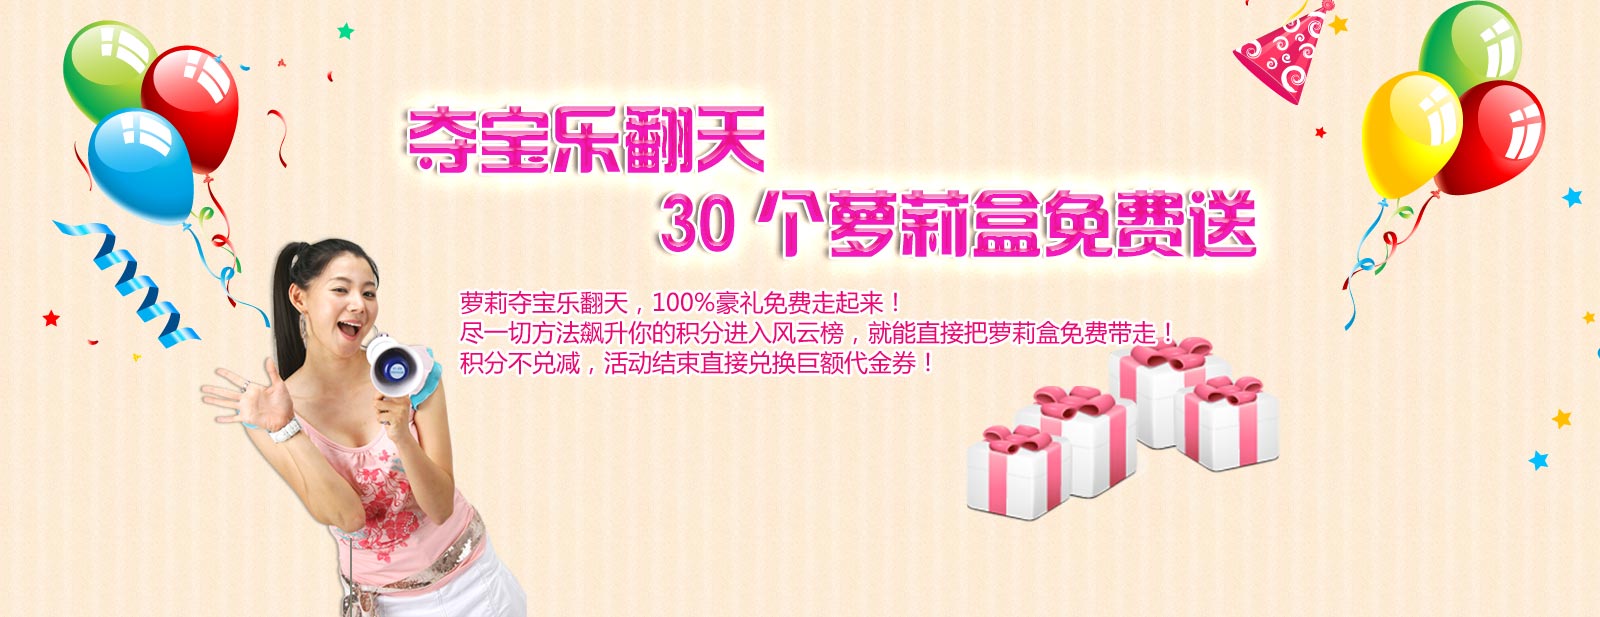 夺宝乐翻天
30 个萝莉盒免费送
萝莉夺宝乐翻天，100%豪礼免费走起来！
尽一切方法飙升你的积分进入风云榜，就能直接把萝莉盒免费带走！
积分不兑减，活动结束直接兑换巨额代金券！